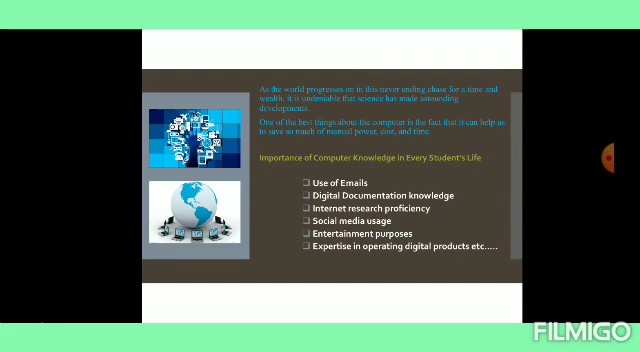 As the world progresses on in this never ending chase for a time and
wealth, it is undeniable that science has made astounding
developments.
One of the best things about the computer is the fact that it can help us
to save so much of manual power, cost, and time.
Importance of Computer Knowledge in Every Student's Life
❑ Use of Emails
❑ Digital Documentation knowledge
❑ Internet research proficiency
❑ Social media usage
❑ Entertainment purposes
❑ Expertise in operating digital products etc.....
FILMIGO